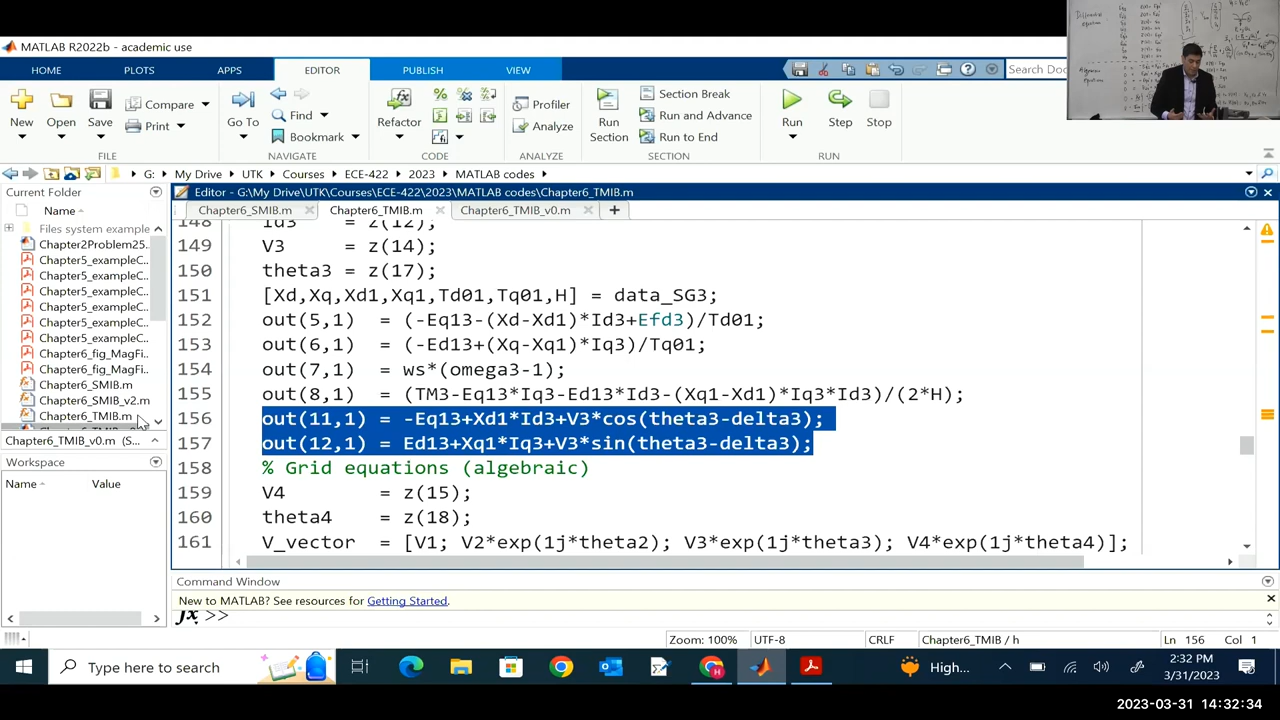 MATLAB R2022b - academic use
HOME PLOTS APPS EDITOR PUBLISH VIEW Search Doc
New Open Save Compare Print Go To Find Bookmark Refactor Profiler Analyze Run Section Section Break Run and Advance Run to End Run Step Stop
FILE NAVIGATE CODE ANALYZE SECTION RUN
G: My Drive UTK Courses ECE-422 2023 MATLAB codes
Current Folder
Name
Files system example
Chapter2Problem25...
Chapter5_exampleC..
Chapter5_exampleC..
Chapter5_exampleC..
Chapter5_exampleC..
Chapter5_exampleC..
Chapter5_exampleC..
Chapter6_fig_MagFi..
Chapter6_fig_MagFi..
Chapter6_SMIB.m
Chapter6_SMIB_v2.m
Chapter6_TMIB.m
Chapter6_TMIB_v0.m (S...
Workspace
Name Value
Editor - G:\My Drive\UTK\Courses\ECE-422\2023\MATLAB codes\Chapter6_TMIB.m
Chapter6_SMIB.m Chapter6_TMIB.m Chapter6_TMIB_v0.m
148 Id3 = z(12);
149 V3 = z(14);
150 theta3 = z(17);
151 [Xd,Xq,Xd1,Xq1,Td01,Tq01,H] = data_SG3;
152 out(5,1) = (-Eq13-(Xd-Xd1)*Id3+Efd3)/Td01;
153 out(6,1) = (-Ed13+(Xq-Xq1)*Iq3)/Tq01;
154 out(7,1) = ws*(omega3-1);
155 out(8,1) = (TM3-Eq13*Iq3-Ed13*Id3-(Xq1-Xd1)*Iq3*Id3)/(2*H);
156 out(11,1) = -Eq13+Xd1*Id3+V3*cos(theta3-delta3);
157 out(12,1) = Ed13+Xq1*Iq3+V3*sin(theta3-delta3);
158 % Grid equations (algebraic)
159 V4 = z(15);
160 theta4 = z(18);
161 V_vector = [V1; V2*exp(1j*theta2); V3*exp(1j*theta3); V4*exp(1j*theta4)];
Command Window
New to MATLAB? See resources for Getting Started.
fx >>
Zoom: 100% UTF-8 CRLF Chapter6_TMIB / h Ln 156 Col 1
Type here to search
High...
2:32 PM
3/31/2023
2023-03-31 14:32:34